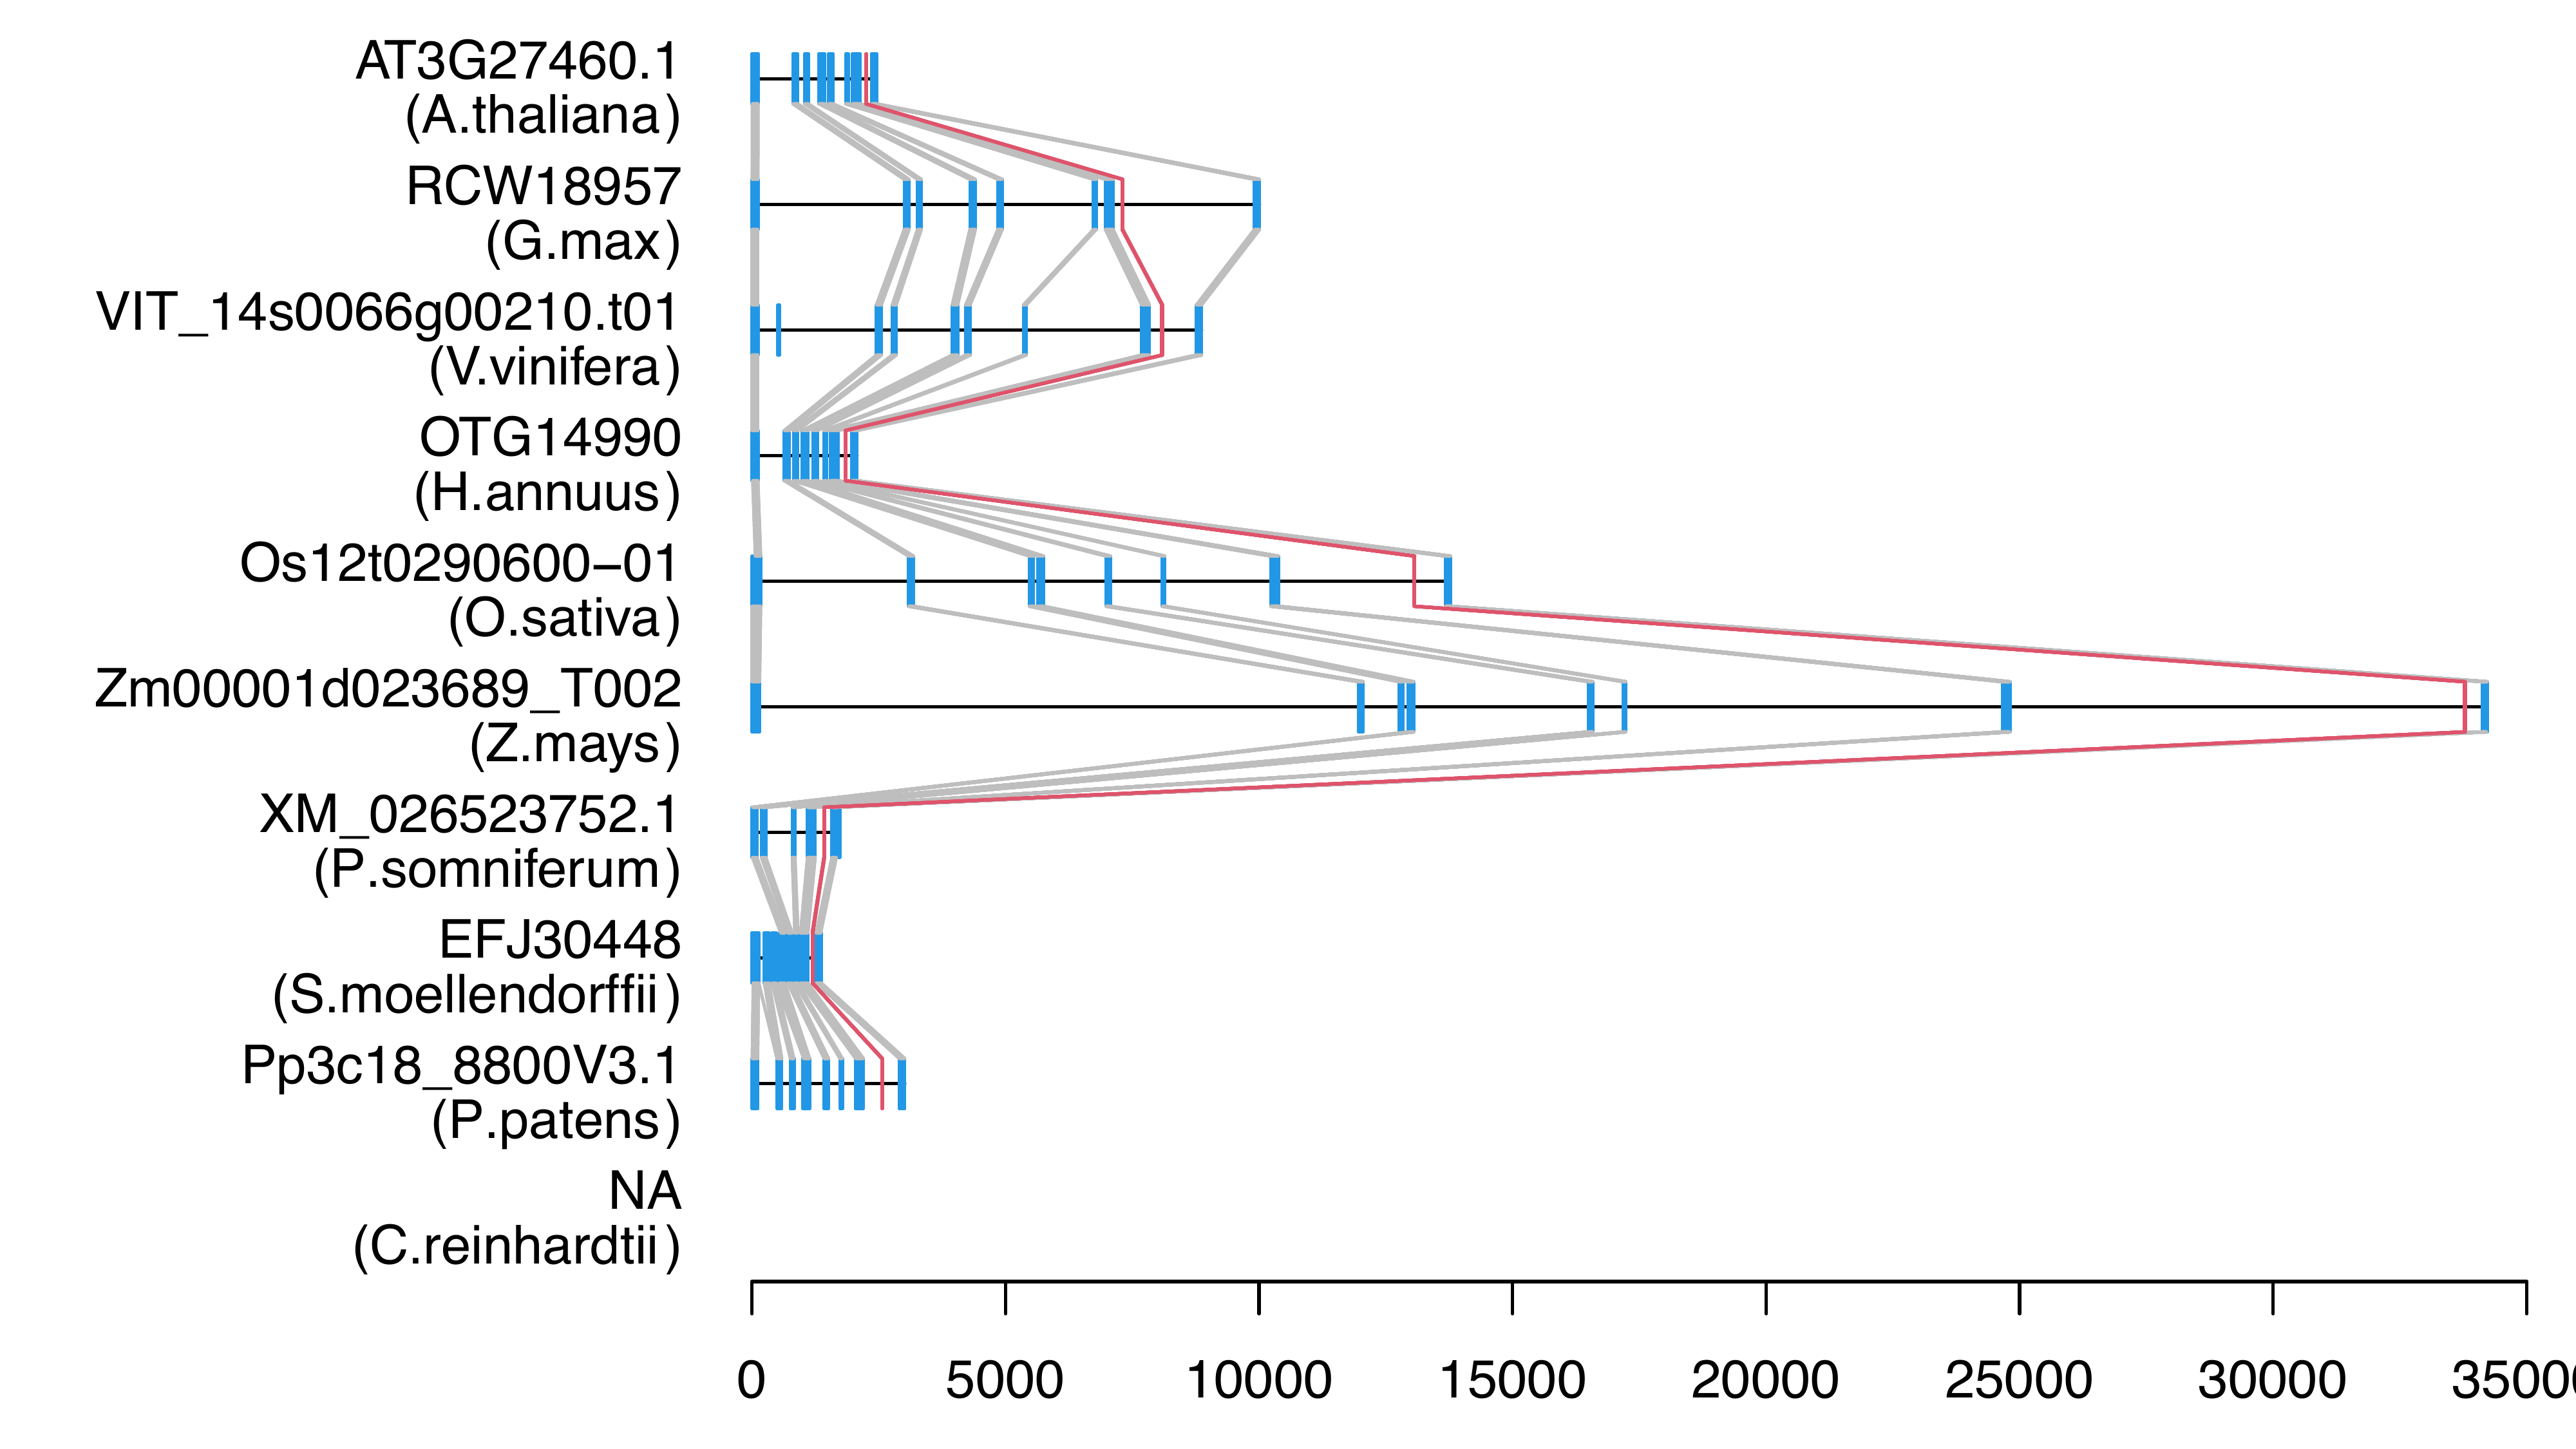 AT3G27460.1
(A.thaliana)
RCW18957
(G.max)
VIT_14s0066g00210.t01
(V.vinifera)
OTG14990
(H.annuus)
Os12t0290600−01
(O.sativa)
Zm00001d023689_T002
(Z.mays)
XM_026523752.1
(P.somniferum)
EFJ30448
(S.moellendorffii)
Pp3c18_8800V3.1
(P.patens)
NA
(C.reinhardtii)
0 5000 10000 15000 20000 25000 30000 3500